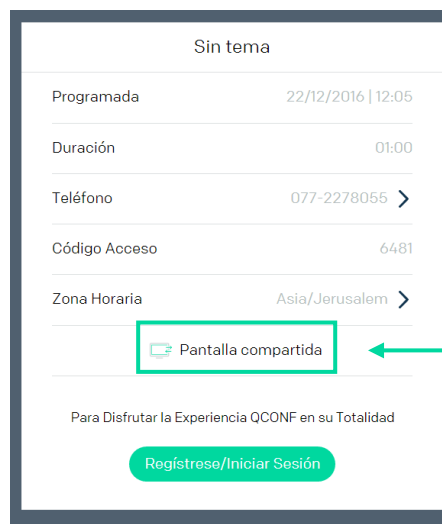 Sin tema
Programada 22/12/2016 | 12:05
Duración 01:00
Teléfono 077-2278055
Código Acceso 6481
Zona Horaria Asia/Jerusalem
Pantalla compartida
Para Disfrutar la Experiencia QCONF en su Totalidad
Regístrese/Iniciar Sesión